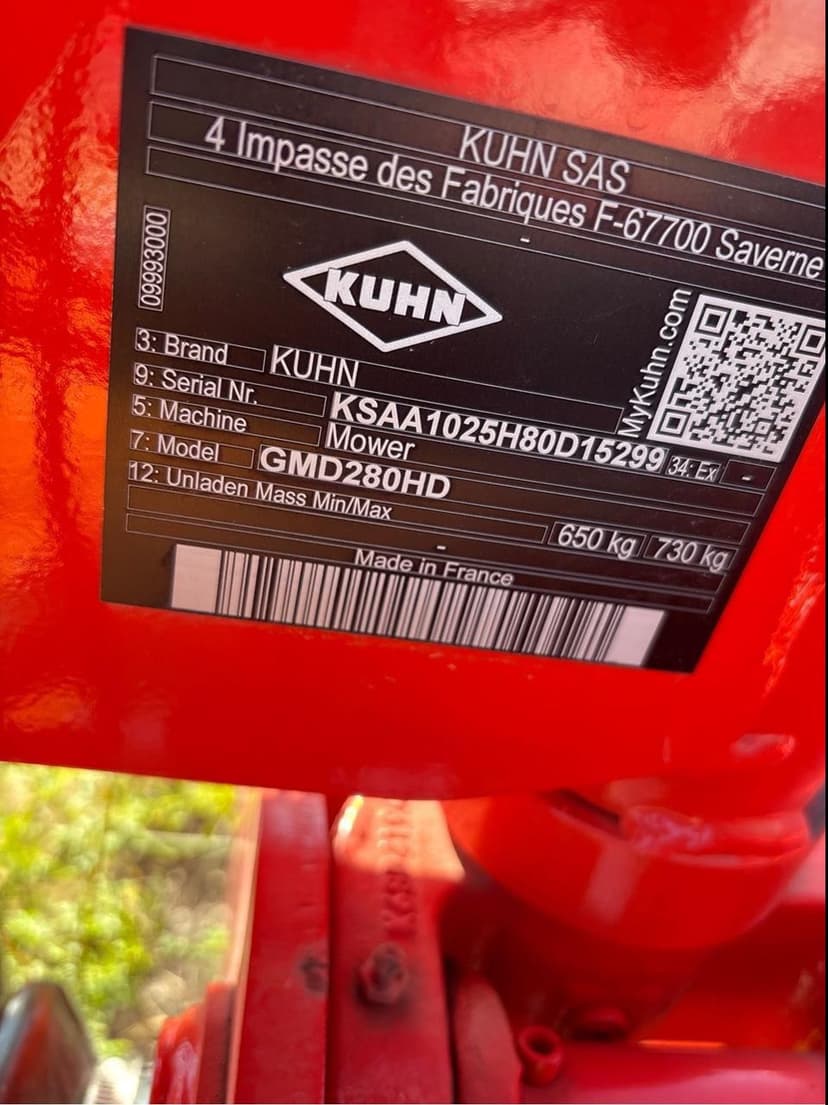 KUHN SAS
4 Impasse des Fabriques F-67700 Saverne
-
09993000
KUHN
MyKuhn.com
3: Brand KUHN
9: Serial Nr. KSAA1025H80D15299 34: Ex -
5: Machine Mower
7: Model GMD280HD
12: Unladen Mass Min/Max 650 kg 730 kg
-
Made in France